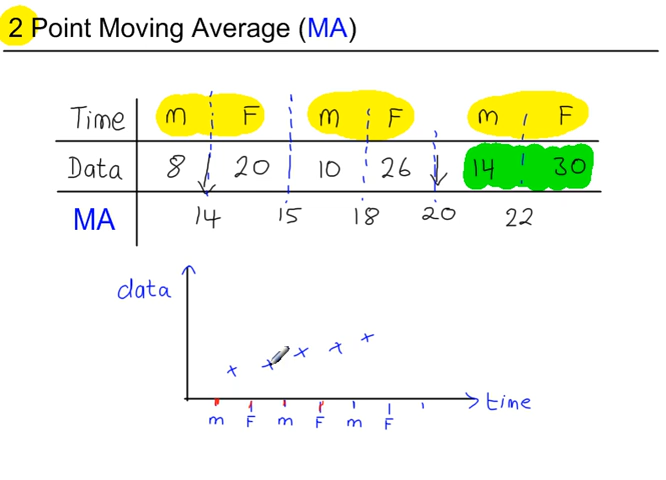 2 Point Moving Average (MA)
Time m F m F m F
Data 8 20 10 26 14 30
MA 14 15 18 20 22
data
time
m F m F m F